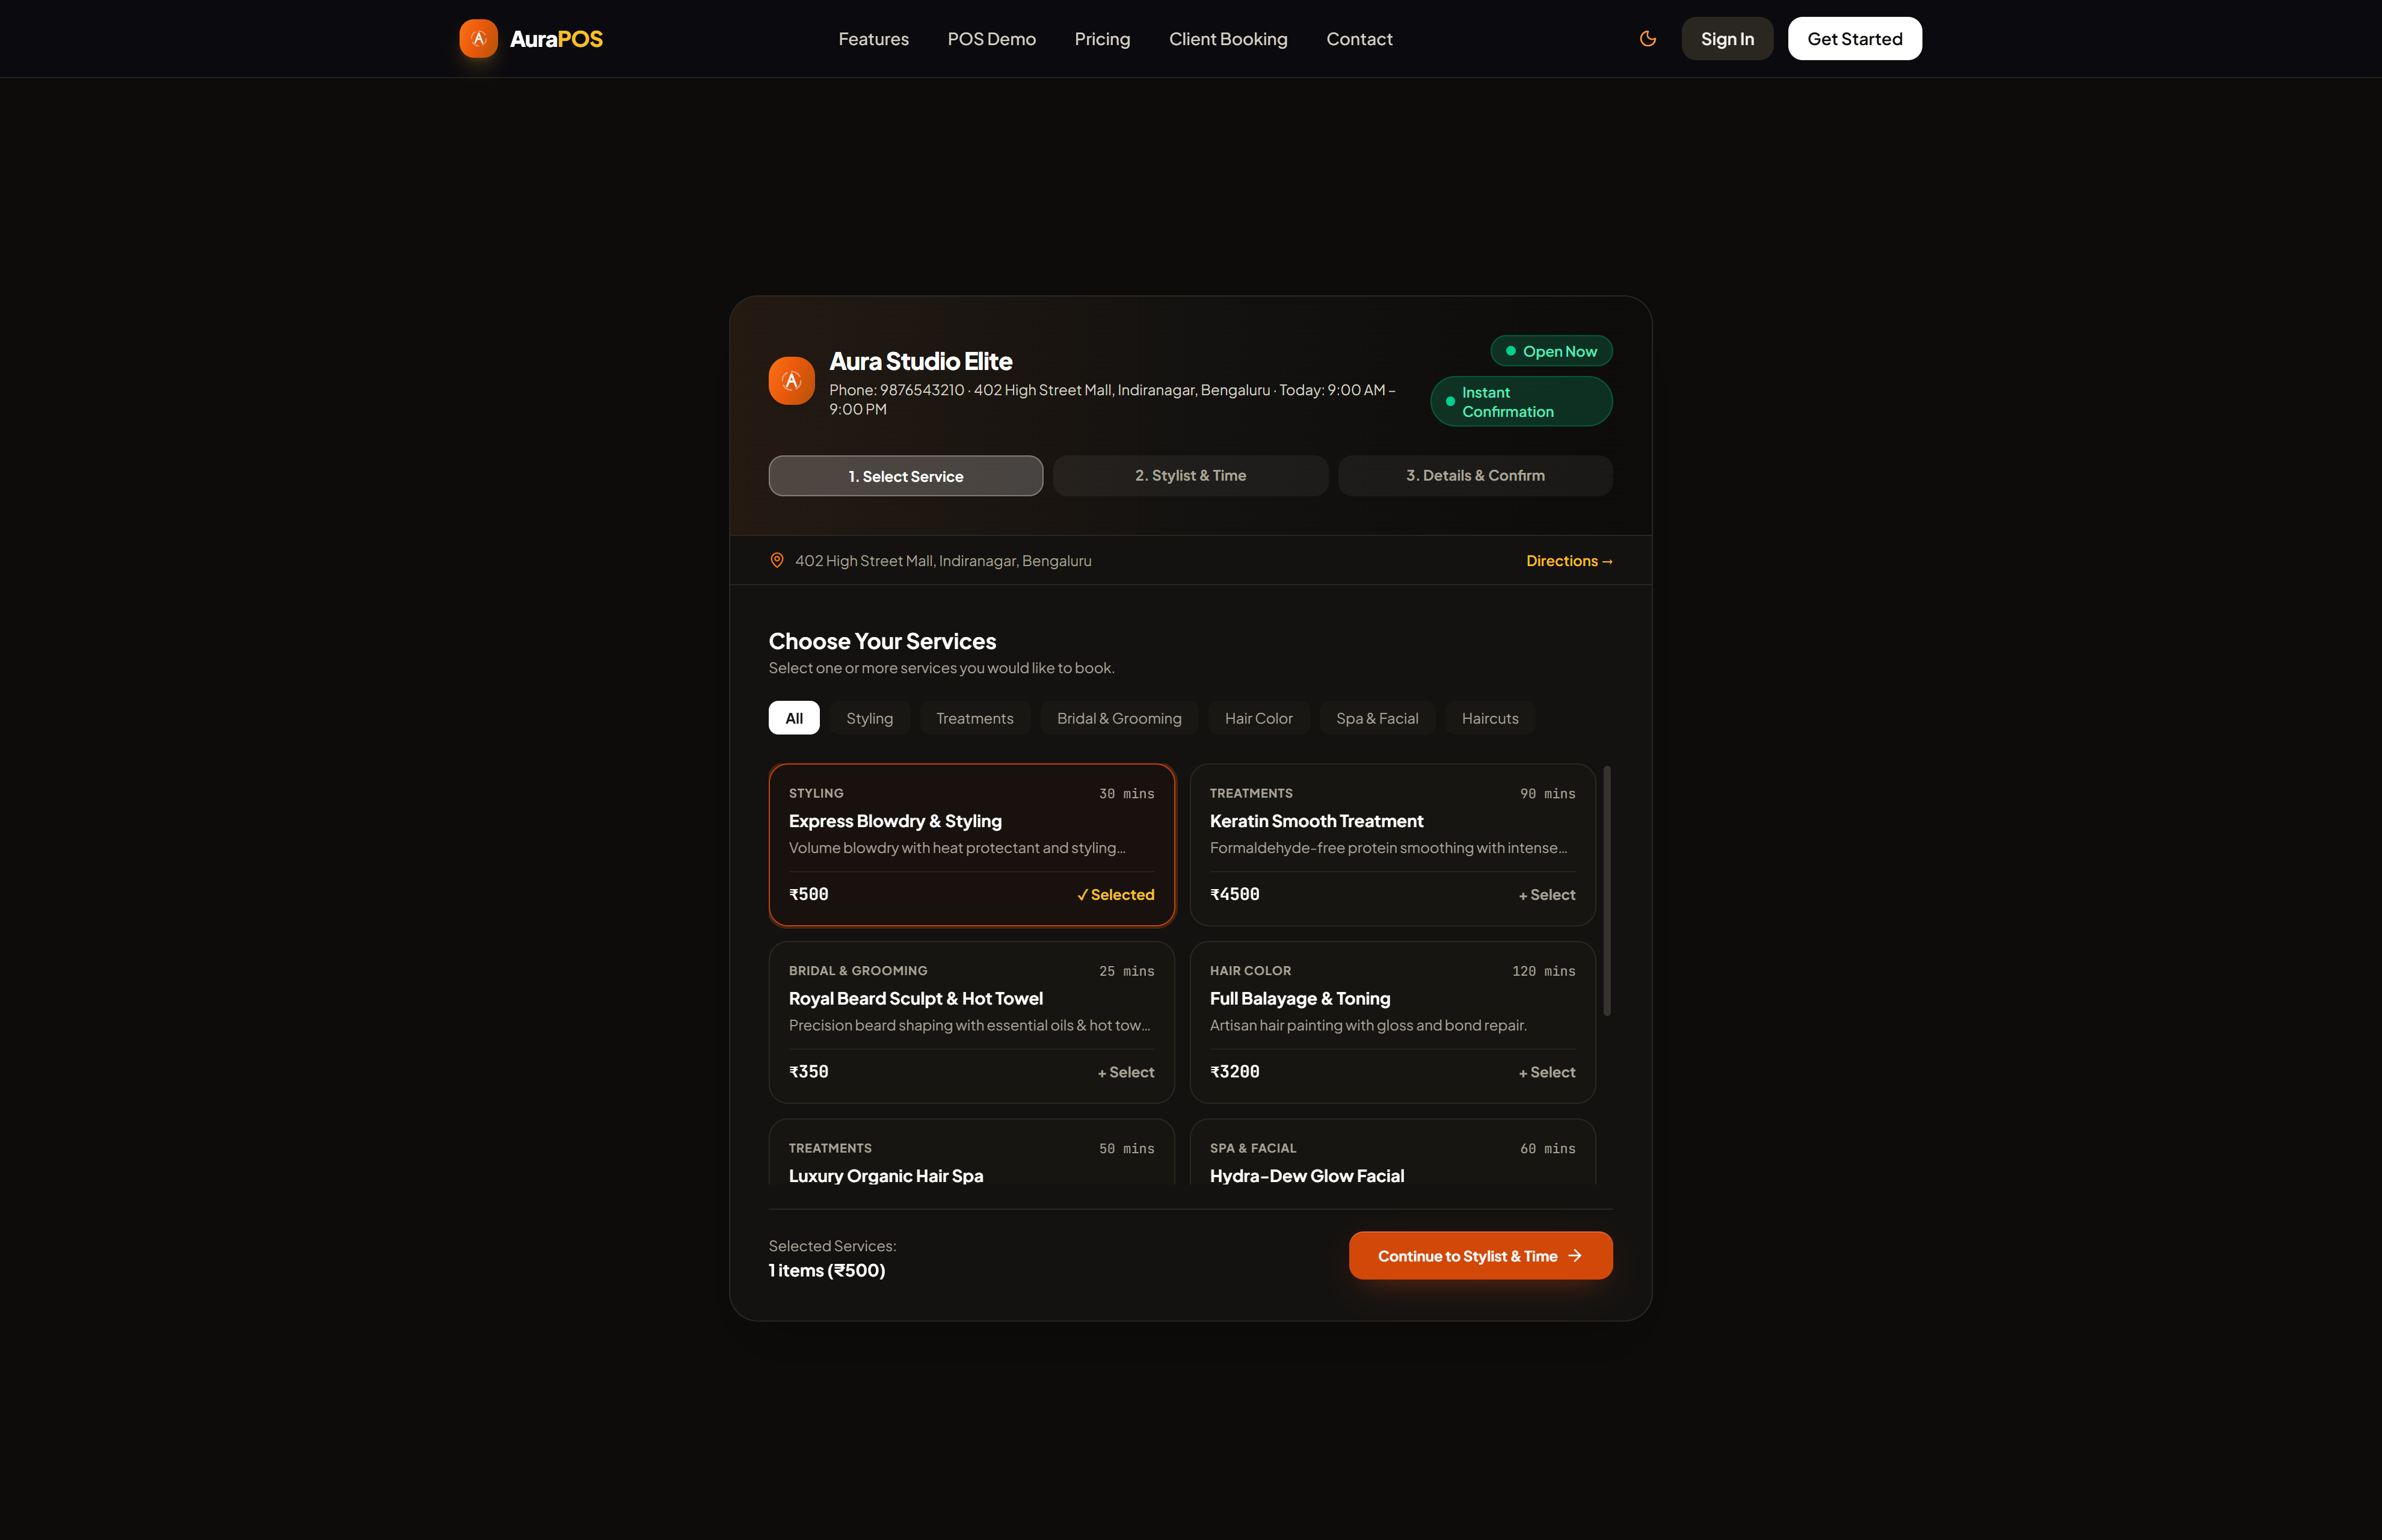 AuraPOS
Features
POS Demo
Pricing
Client Booking
Contact
Sign In
Get Started
Aura Studio Elite
Phone: 9876543210 · 402 High Street Mall, Indiranagar, Bengaluru · Today: 9:00 AM –
9:00 PM
Open Now
Instant
Confirmation
1. Select Service
2. Stylist & Time
3. Details & Confirm
402 High Street Mall, Indiranagar, Bengaluru
Directions →
Choose Your Services
Select one or more services you would like to book.
All
Styling
Treatments
Bridal & Grooming
Hair Color
Spa & Facial
Haircuts
STYLING
30 mins
Express Blowdry & Styling
Volume blowdry with heat protectant and styling...
₹500
✓ Selected
TREATMENTS
90 mins
Keratin Smooth Treatment
Formaldehyde-free protein smoothing with intense...
₹4500
+ Select
BRIDAL & GROOMING
25 mins
Royal Beard Sculpt & Hot Towel
Precision beard shaping with essential oils & hot tow...
₹350
+ Select
HAIR COLOR
120 mins
Full Balayage & Toning
Artisan hair painting with gloss and bond repair.
₹3200
+ Select
TREATMENTS
50 mins
Luxury Organic Hair Spa
SPA & FACIAL
60 mins
Hydra-Dew Glow Facial
Selected Services:
1 items (₹500)
Continue to Stylist & Time →